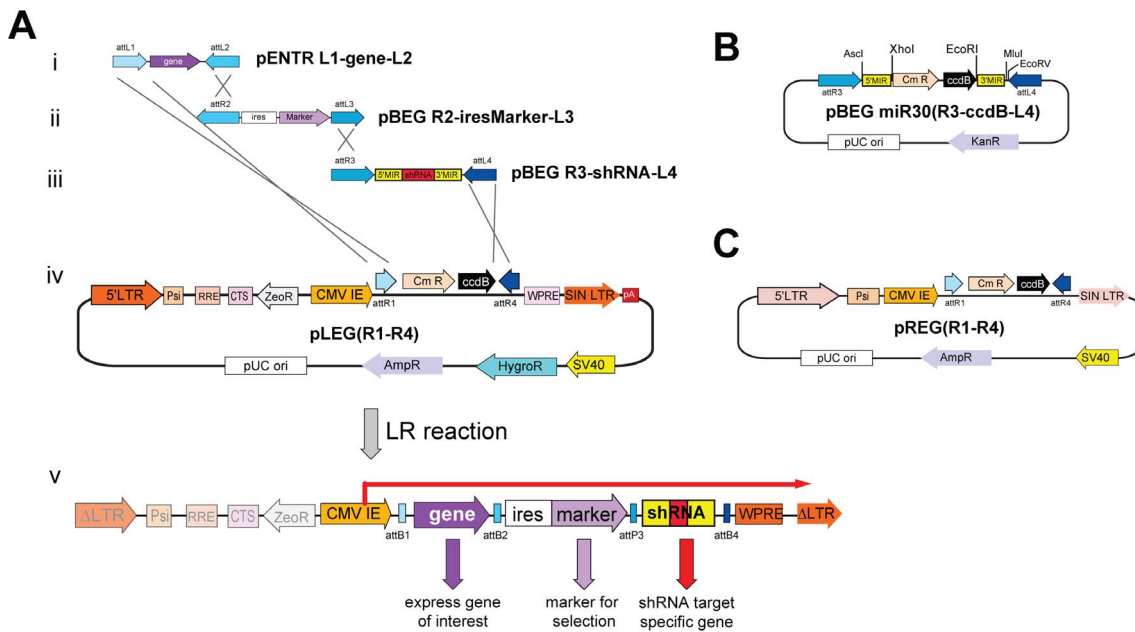 A
i
attL1
attL2
gene
pENTR L1-gene-L2
ii
attR2
attL3
ires
Marker
pBEG R2-iresMarker-L3
iii
attR3
attL4
5'MIR
shRNA
3'MIR
pBEG R3-shRNA-L4
iv
5'LTR
Psi
RRE
CTS
ZeoR
CMV IE
attR1
Cm R
ccdB
attR4
WPRE
SIN LTR
pA
pLEG(R1-R4)
pUC ori
AmpR
HygroR
SV40
LR reaction
v
ΔLTR
Psi
RRE
CTS
ZeoR
CMV IE
attB1
gene
attB2
ires
marker
attP3
shRNA
attB4
WPRE
ΔLTR
express gene
of interest
marker for
selection
shRNA target
specific gene
B
AscI
XhoI
EcoRI
MluI
EcoRV
attR3
5'MIR
Cm R
ccdB
3'MIR
attL4
pBEG miR30(R3-ccdB-L4)
pUC ori
KanR
C
5'LTR
Psi
CMV IE
attR1
Cm R
ccdB
attR4
SIN LTR
pREG(R1-R4)
pUC ori
AmpR
SV40